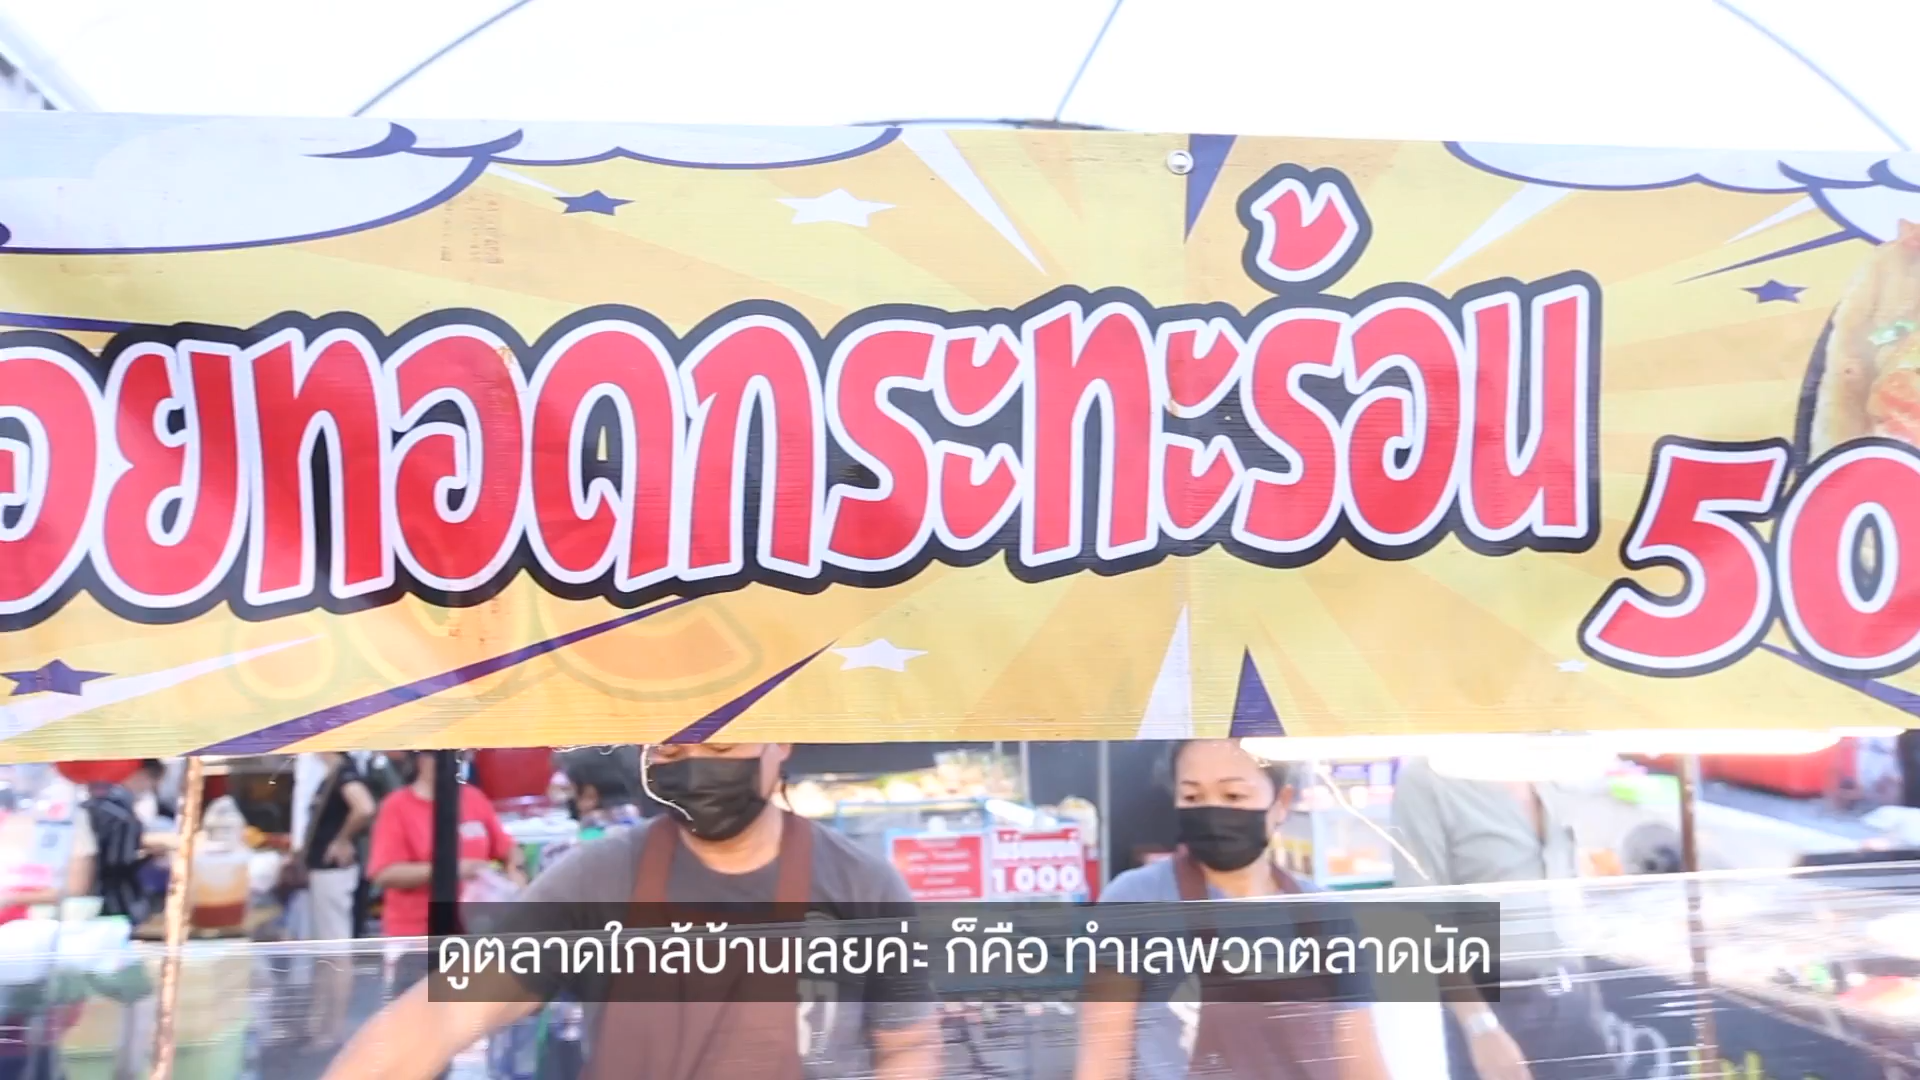 อยทอดกระทะร้อน 50
1,000
ดูตลาดใกล้บ้านเลยค่ะ ก็คือ ทำเลพวกตลาดนัด